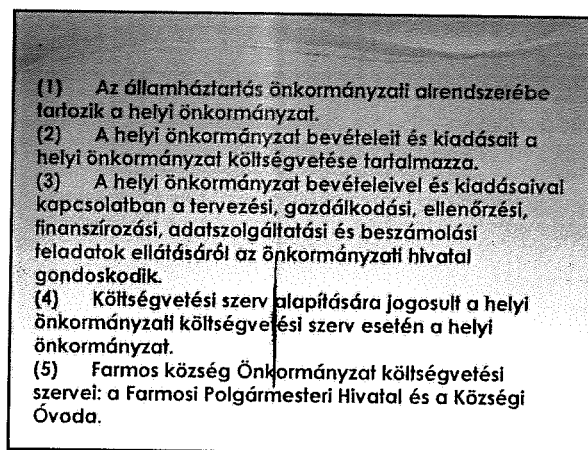 (1) Az államháztartás önkormányzati alrendszerébe
tartozik a helyi önkormányzat.
(2) A helyi önkormányzat bevételeit és kiadásait a
helyi önkormányzat költségvetése tartalmazza.
(3) A helyi önkormányzat bevételeivel és kiadásaival
kapcsolatban a tervezési, gazdálkodási, ellenőrzési,
finanszírozási, adatszolgáltatási és beszámolási
feladatok ellátásáról az önkormányzati hivatal
gondoskodik.
(4) Költségvetési szerv alapítására jogosult a helyi
önkormányzati költségvetési szerv esetén a helyi
önkormányzat.
(5) Farmos község Önkormányzat költségvetési
szervei: a Farmosi Polgármesteri Hivatal és a Községi
Óvoda.